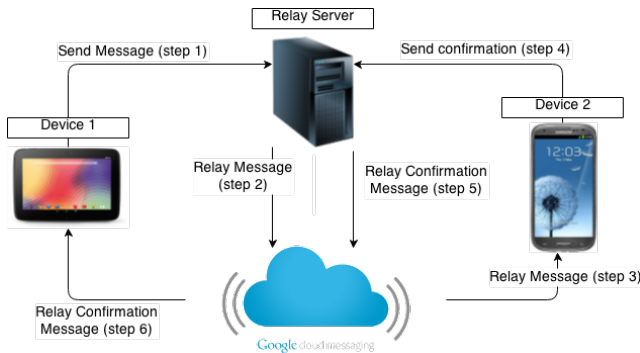 Relay Server
Send Message (step 1)
Send confirmation (step 4)
Device 1
Device 2
12:03
Relay Message
(step 2)
Relay Confirmation
Message (step 5)
Relay Message (step 3)
Relay Confirmation
Message (step 6)
Google cloud messaging